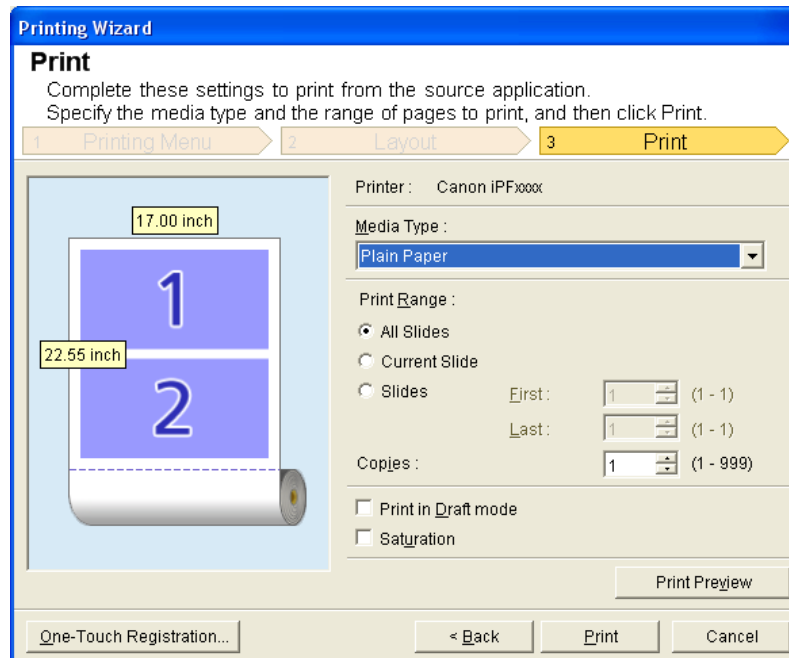 Printing Wizard
Print
Complete these settings to print from the source application.
Specify the media type and the range of pages to print, and then click Print.
1 Printing Menu 2 Layout 3 Print
17.00 inch
1
22.55 inch
2
Printer : Canon iPFxxxx
Media Type :
Plain Paper
Print Range :
All Slides
Current Slide
Slides First : 1 (1 - 1)
Last : 1 (1 - 1)
Copies : 1 (1 - 999)
Print in Draft mode
Saturation
Print Preview
One-Touch Registration... < Back Print Cancel